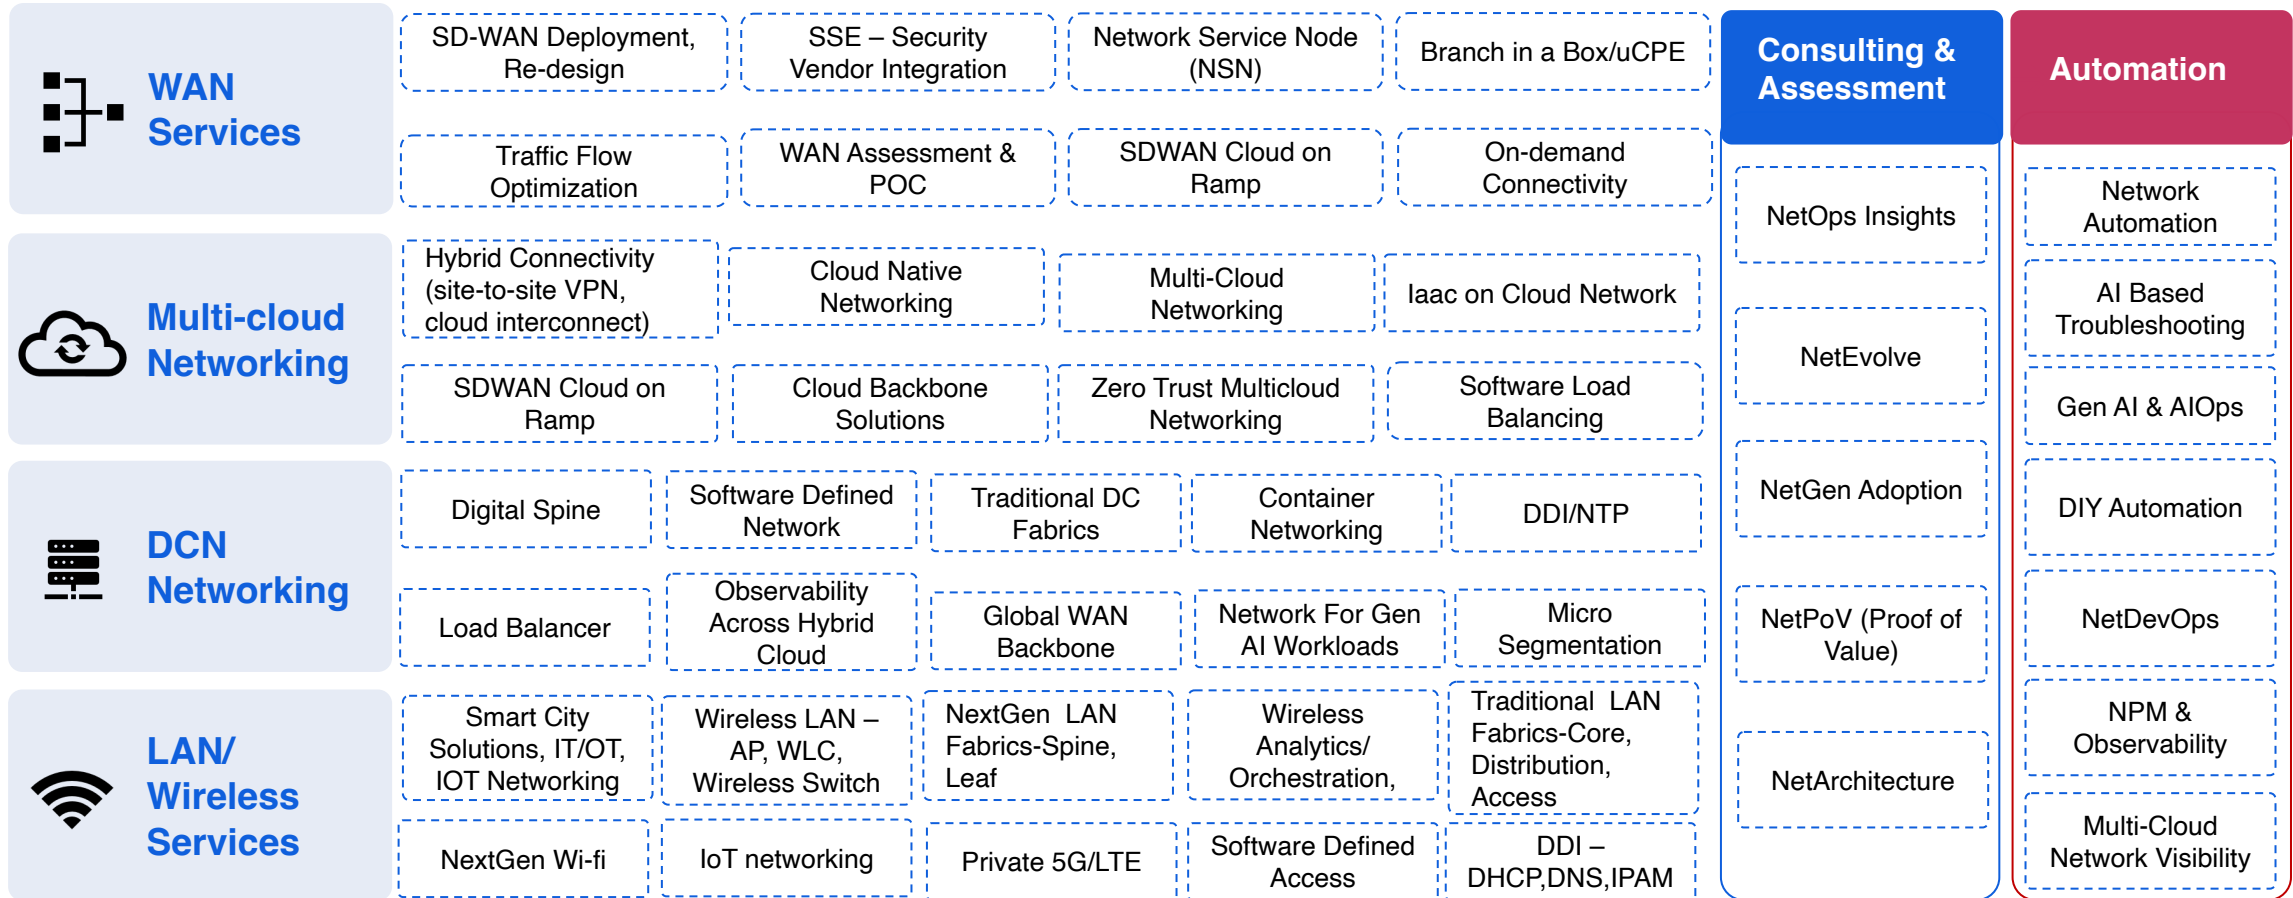 WAN
Services
SD-WAN Deployment,
Re-design
SSE – Security
Vendor Integration
Network Service Node
(NSN)
Branch in a Box/uCPE
Traffic Flow
Optimization
WAN Assessment &
POC
SDWAN Cloud on
Ramp
On-demand
Connectivity
Multi-cloud
Networking
Hybrid Connectivity
(site-to-site VPN,
cloud interconnect)
Cloud Native
Networking
Multi-Cloud
Networking
Iaac on Cloud Network
SDWAN Cloud on
Ramp
Cloud Backbone
Solutions
Zero Trust Multicloud
Networking
Software Load
Balancing
DCN
Networking
Digital Spine
Software Defined
Network
Traditional DC
Fabrics
Container
Networking
DDI/NTP
Load Balancer
Observability
Across Hybrid
Cloud
Global WAN
Backbone
Network For Gen
AI Workloads
Micro
Segmentation
LAN/
Wireless
Services
Smart City
Solutions, IT/OT,
IOT Networking
Wireless LAN –
AP, WLC,
Wireless Switch
NextGen  LAN
Fabrics-Spine,
Leaf
Wireless
Analytics/
Orchestration,
Traditional  LAN
Fabrics-Core,
Distribution,
Access
NextGen Wi-fi
IoT networking
Private 5G/LTE
Software Defined
Access
DDI –
DHCP,DNS,IPAM
Consulting &
Assessment
NetOps Insights
NetEvolve
NetGen Adoption
NetPoV (Proof of
Value)
NetArchitecture
Automation
Network
Automation
AI Based
Troubleshooting
Gen AI & AIOps
DIY Automation
NetDevOps
NPM &
Observability
Multi-Cloud
Network Visibility